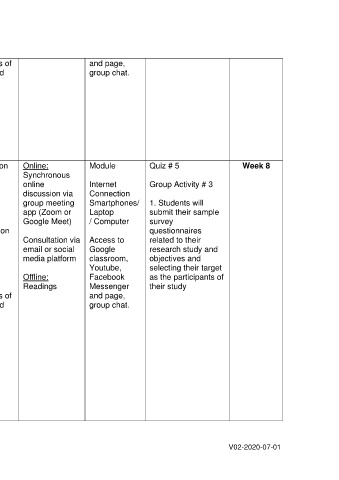 s of
d
and page,
group chat.
on
on
s of
d
Online:
Synchronous
online
discussion via
group meeting
app (Zoom or
Google Meet)
Consultation via
email or social
media platform
Offline:
Readings
Module
Internet
Connection
Smartphones/
Laptop
/ Computer
Access to
Google
classroom,
Youtube,
Facebook
Messenger
and page,
group chat.
Quiz # 5
Group Activity # 3
1. Students will
submit their sample
survey
questionnaires
related to their
research study and
objectives and
selecting their target
as the participants of
their study
Week 8
V02-2020-07-01